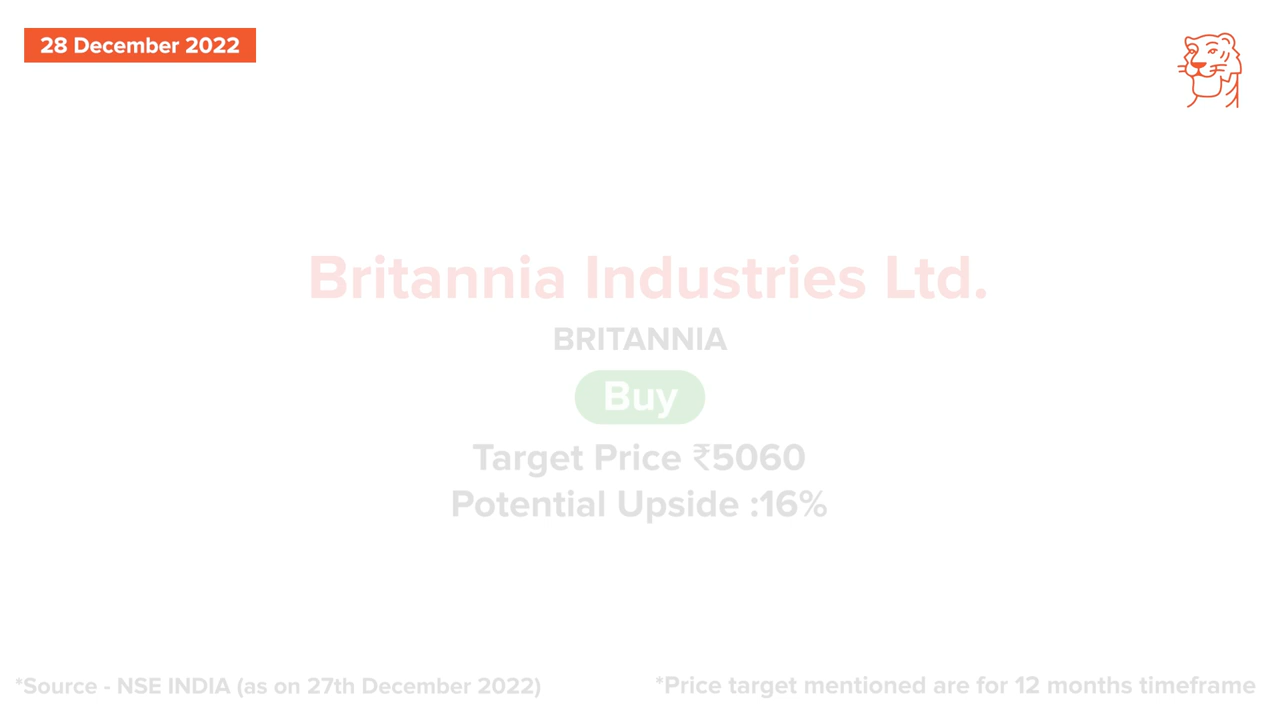 28 December 2022
Britannia Industries Ltd.
BRITANNIA
Buy
Target Price ₹5060
Potential Upside :16%
*Source - NSE INDIA (as on 27th December 2022)
*Price target mentioned are for 12 months timeframe